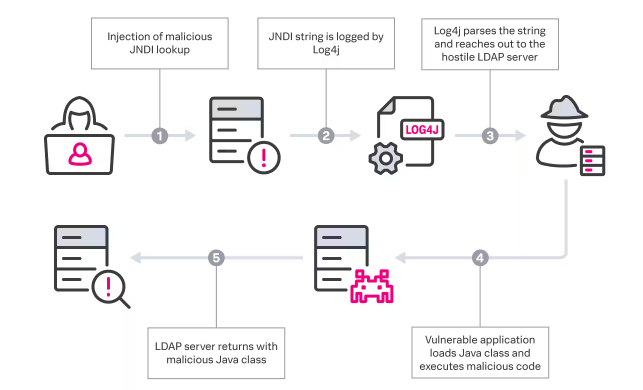 Injection of malicious
JNDI lookup
JNDI string is logged by
Log4j
Log4j parses the string
and reaches out to the
hostile LDAP server
1
2
LOG4J
3
5
4
LDAP server returns with
malicious Java class
Vulnerable application
loads Java class and
executes malicious code